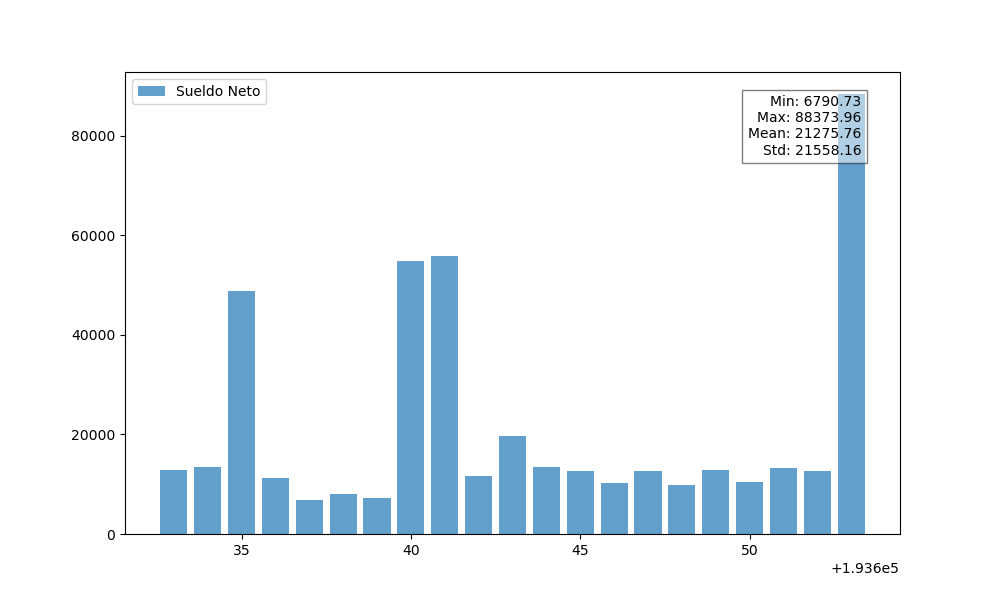 Sueldo Neto
Min: 6790.73
Max: 88373.96
Mean: 21275.76
Std: 21558.16
80000
60000
40000
20000
0
35
40
45
50
+1.936e5